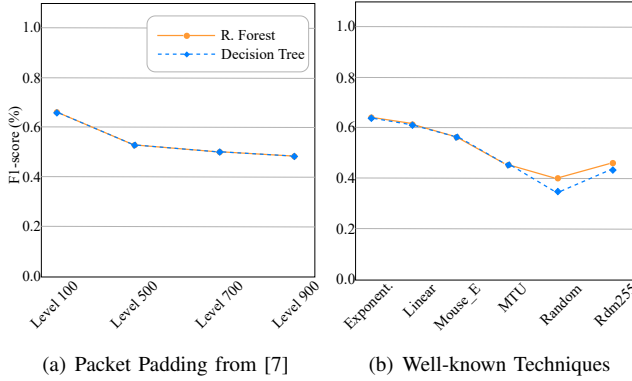 1.0
0.8
0.6
0.4
0.2
0.0
F1-score (%)
R. Forest
Decision Tree
Level 100
Level 500
Level 700
Level 900
(a) Packet Padding from [7]
1.0
0.8
0.6
0.4
0.2
0.0
Exponent.
Linear
Mouse_E
MTU
Random
Rdm255
(b) Well-known Techniques